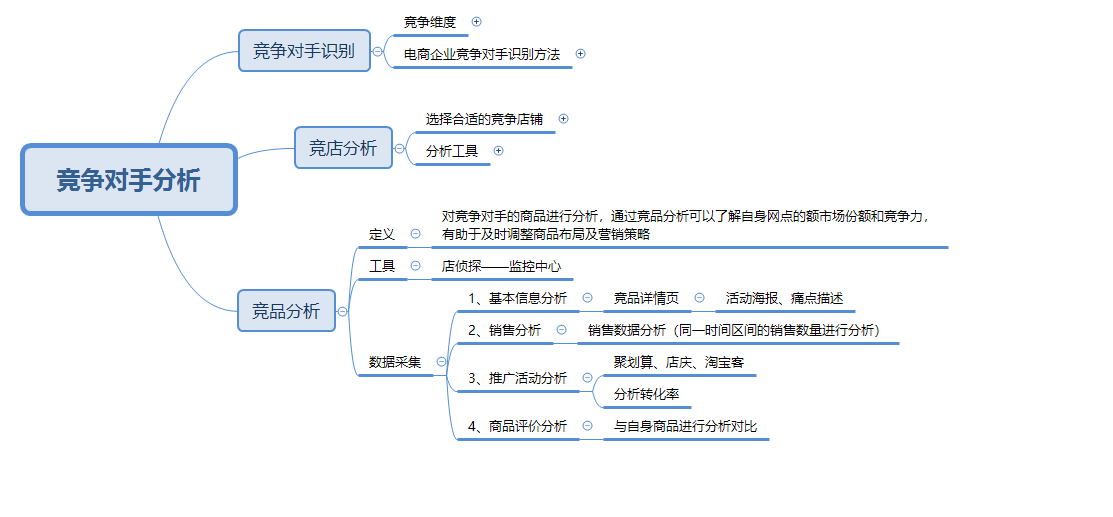 竞争对手分析
竞争对手识别
竞争维度
电商企业竞争对手识别方法
竞店分析
选择合适的竞争店铺
分析工具
竞品分析
定义
对竞争对手的商品进行分析，通过竞品分析可以了解自身网点的额市场份额和竞争力，
有助于及时调整商品布局及营销策略
工具
店侦探——监控中心
数据采集
1、基本信息分析
竞品详情页
活动海报、痛点描述
2、销售分析
销售数据分析（同一时间区间的销售数量进行分析）
3、推广活动分析
聚划算、店庆、淘宝客
分析转化率
4、商品评价分析
与自身商品进行分析对比